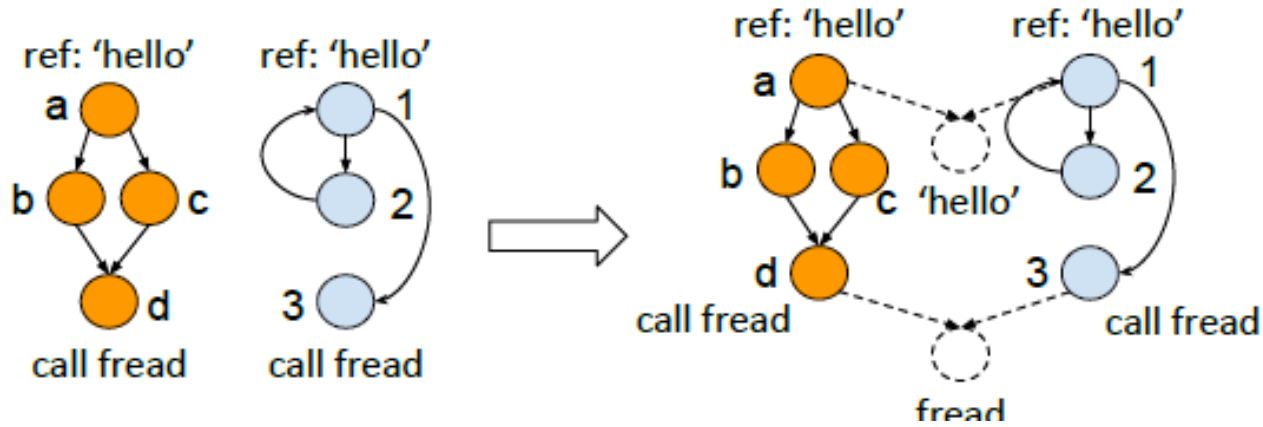 ref: ‘hello’ ref: ‘hello’
a 1
b c 2
d 3
call fread call fread
ref: ‘hello’ ref: ‘hello’
a 1
b c ‘hello’ 2
d 3
call fread call fread
fread